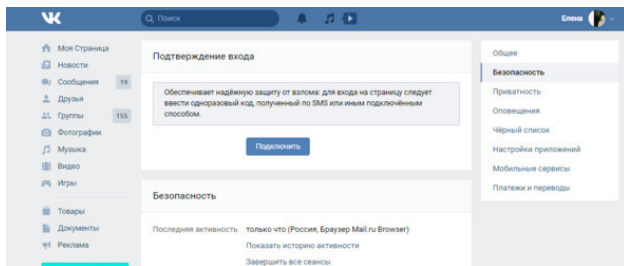 Поиск
Елена
Моя Страница
Новости
Сообщения 19
Друзья
Группы 155
Фотографии
Музыка
Видео
Игры
Товары
Документы
Реклама
Подтверждение входа
Обеспечивает надёжную защиту от взлома: для входа на страницу следует
ввести одноразовый код, полученный по SMS или иным подключённым
способом.
Подключить
Безопасность
Последняя активность только что (Россия, Браузер Mail.ru Browser)
Показать историю активности
Завершить все сеансы
Общее
Безопасность
Приватность
Оповещения
Чёрный список
Настройки приложений
Мобильные сервисы
Платежи и переводы